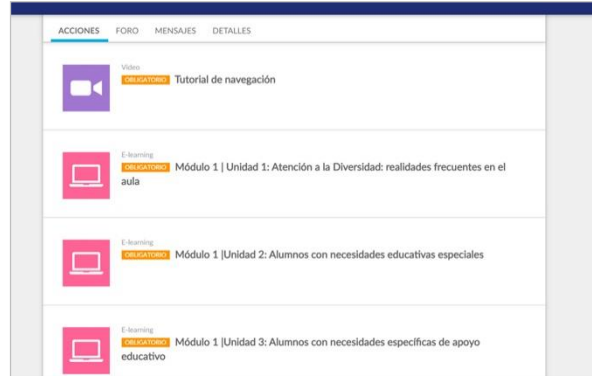 ACCIONES FORO MENSAJES DETALLES
Video
OBLIGATORIO Tutorial de navegación
E-learning
OBLIGATORIO Módulo 1 | Unidad 1: Atención a la Diversidad: realidades frecuentes en el
aula
E-learning
OBLIGATORIO Módulo 1 |Unidad 2: Alumnos con necesidades educativas especiales
E-learning
OBLIGATORIO Módulo 1 |Unidad 3: Alumnos con necesidades específicas de apoyo
educativo